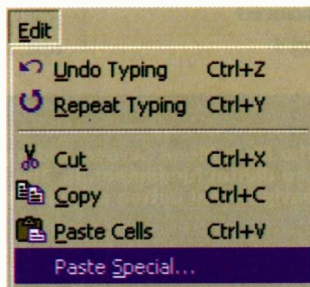 Edit
Undo Typing Ctrl+Z
Repeat Typing Ctrl+Y
Cut Ctrl+X
Copy Ctrl+C
Paste Cells Ctrl+V
Paste Special...